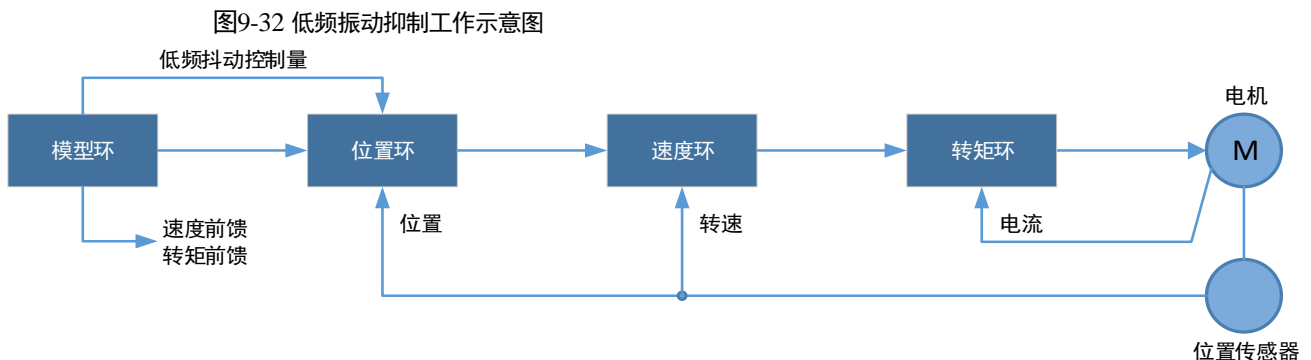 图9-32 低频振动抑制工作示意图
低频抖动控制量
电机
模型环
位置环
速度环
转矩环
M
速度前馈
转矩前馈
位置
转速
电流
位置传感器